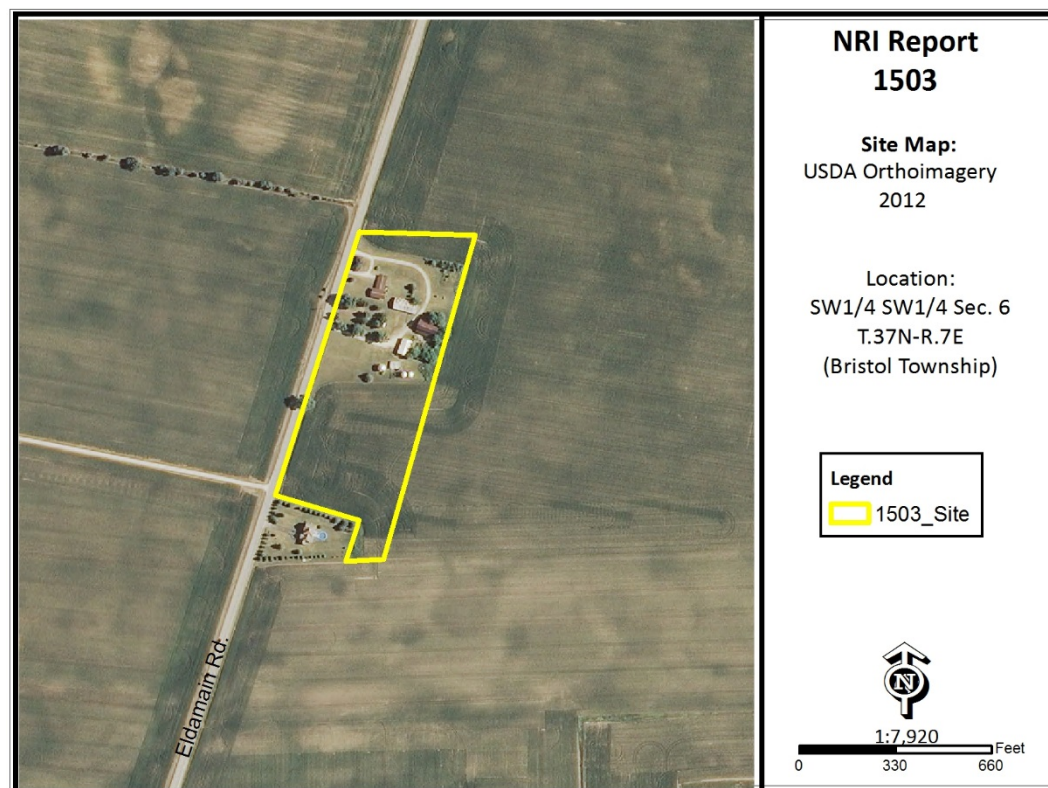 NRI Report
1503
Site Map:
USDA Orthoimagery
2012
Location:
SW1/4 SW1/4 Sec. 6
T.37N-R.7E
(Bristol Township)
Legend
1503_Site
N
1:7,920
Feet
0 330 660
Eldamain Rd.